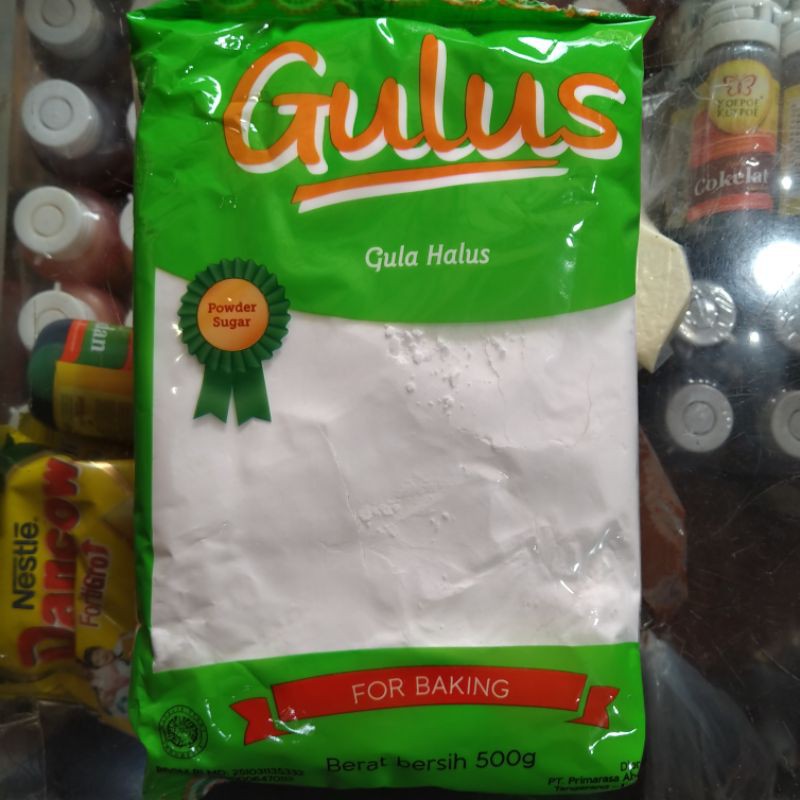 Gulus
Gula Halus
Powder
Sugar
FOR BAKING
Berat bersih 500g
PT. Primarasa
KOEPOE
KOEPOE
Cokelat
Nestlé
Dancow
FortiGro